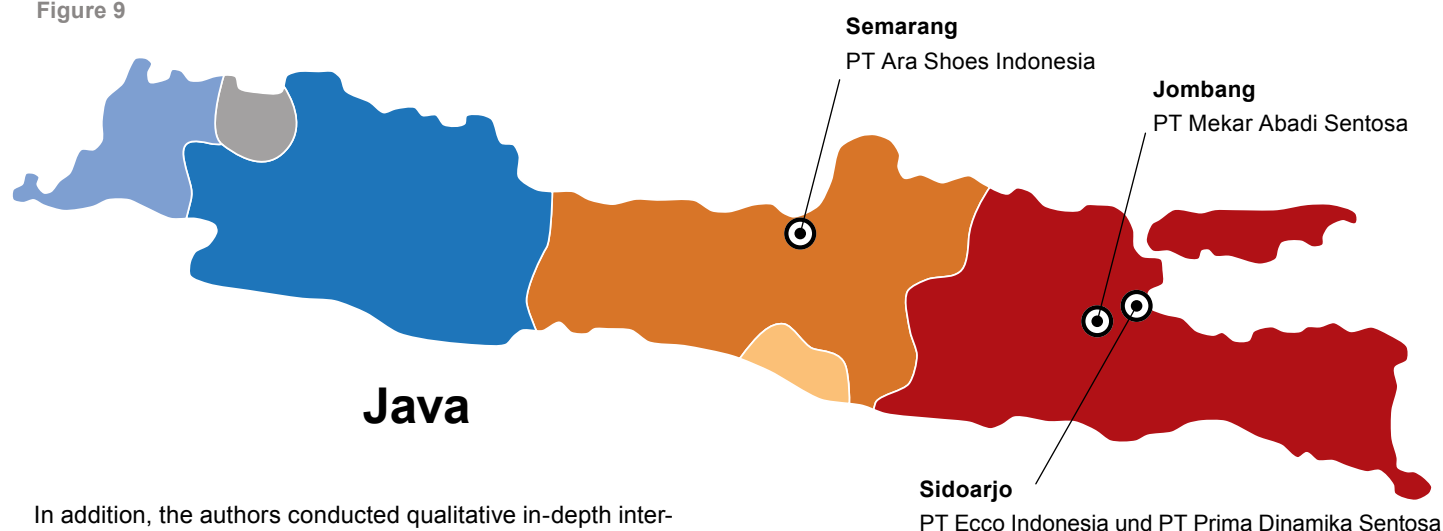 Figure 9
Semarang
PT Ara Shoes Indonesia
Jombang
PT Mekar Abadi Sentosa
Java
Sidoarjo
PT Ecco Indonesia und PT Prima Dinamika Sentosa
In addition, the authors conducted qualitative in-depth inter-